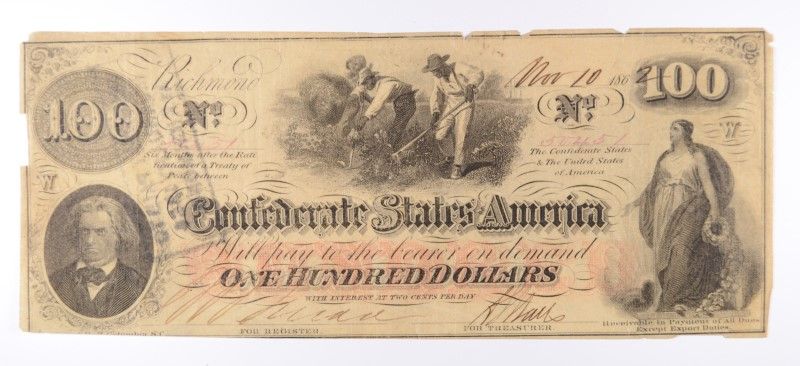 100
Richmond
Nov 10 1862
100
No.
No.
Six Months after the Rati
fication of a Treaty of
Peace between
The Confederate States
& The United States
of America
W
W
Confederate States of America
Will pay to the bearer on demand
ONE HUNDRED DOLLARS
WITH INTEREST AT TWO CENTS PER DAY
FOR REGISTER
FOR TREASURER
Columbia S.C.
Receivable in Payment of All Dues
Except Export Duties